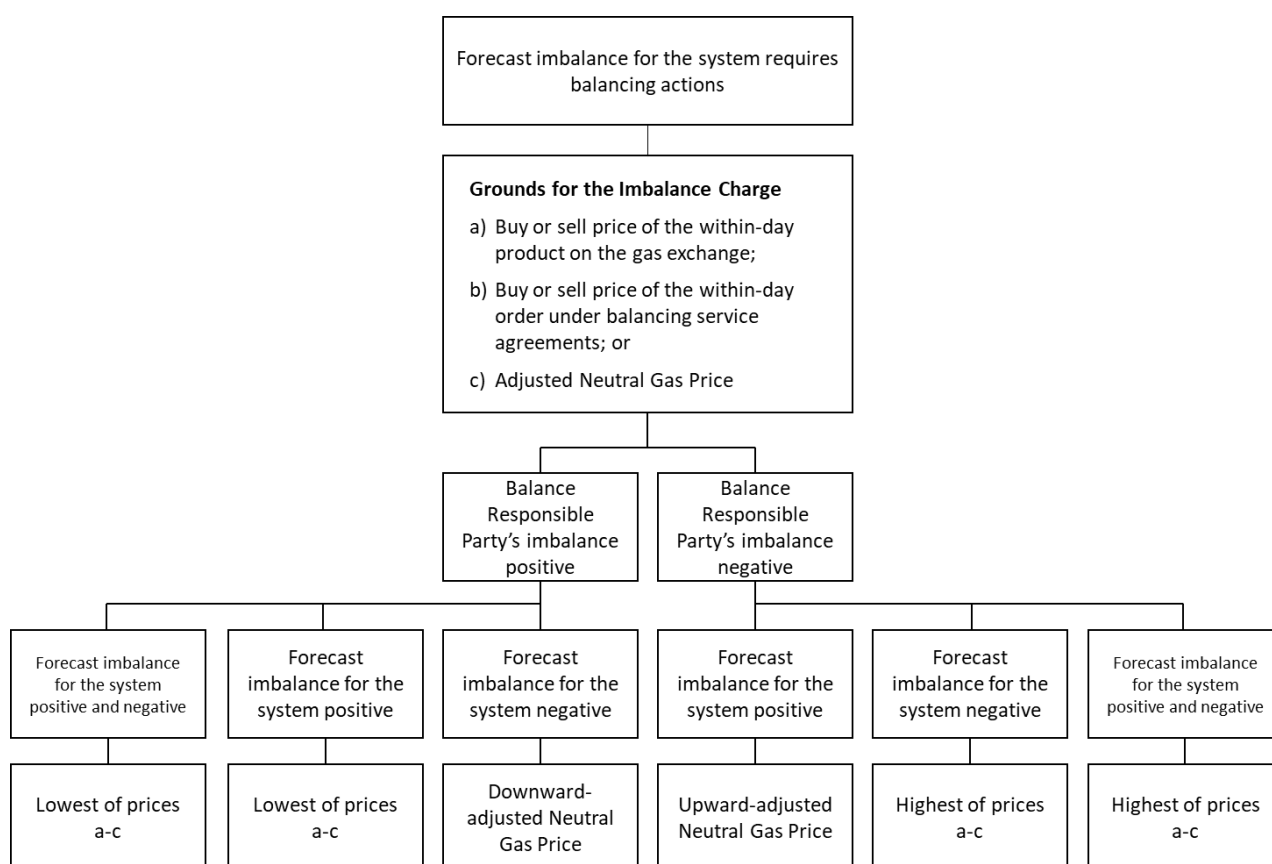 Forecast imbalance for the system requires
balancing actions
Grounds for the Imbalance Charge
a) Buy or sell price of the within-day
product on the gas exchange;
b) Buy or sell price of the within-day
order under balancing service
agreements; or
c) Adjusted Neutral Gas Price
Balance
Responsible
Party’s imbalance
positive
Balance
Responsible
Party’s imbalance
negative
Forecast imbalance
for the system
positive and negative
Forecast
imbalance for the
system positive
Forecast
imbalance for the
system negative
Forecast
imbalance for the
system positive
Forecast
imbalance for the
system negative
Forecast imbalance
for the system
positive and negative
Lowest of prices
a-c
Lowest of prices
a-c
Downward-
adjusted Neutral
Gas Price
Upward-adjusted
Neutral Gas Price
Highest of prices
a-c
Highest of prices
a-c